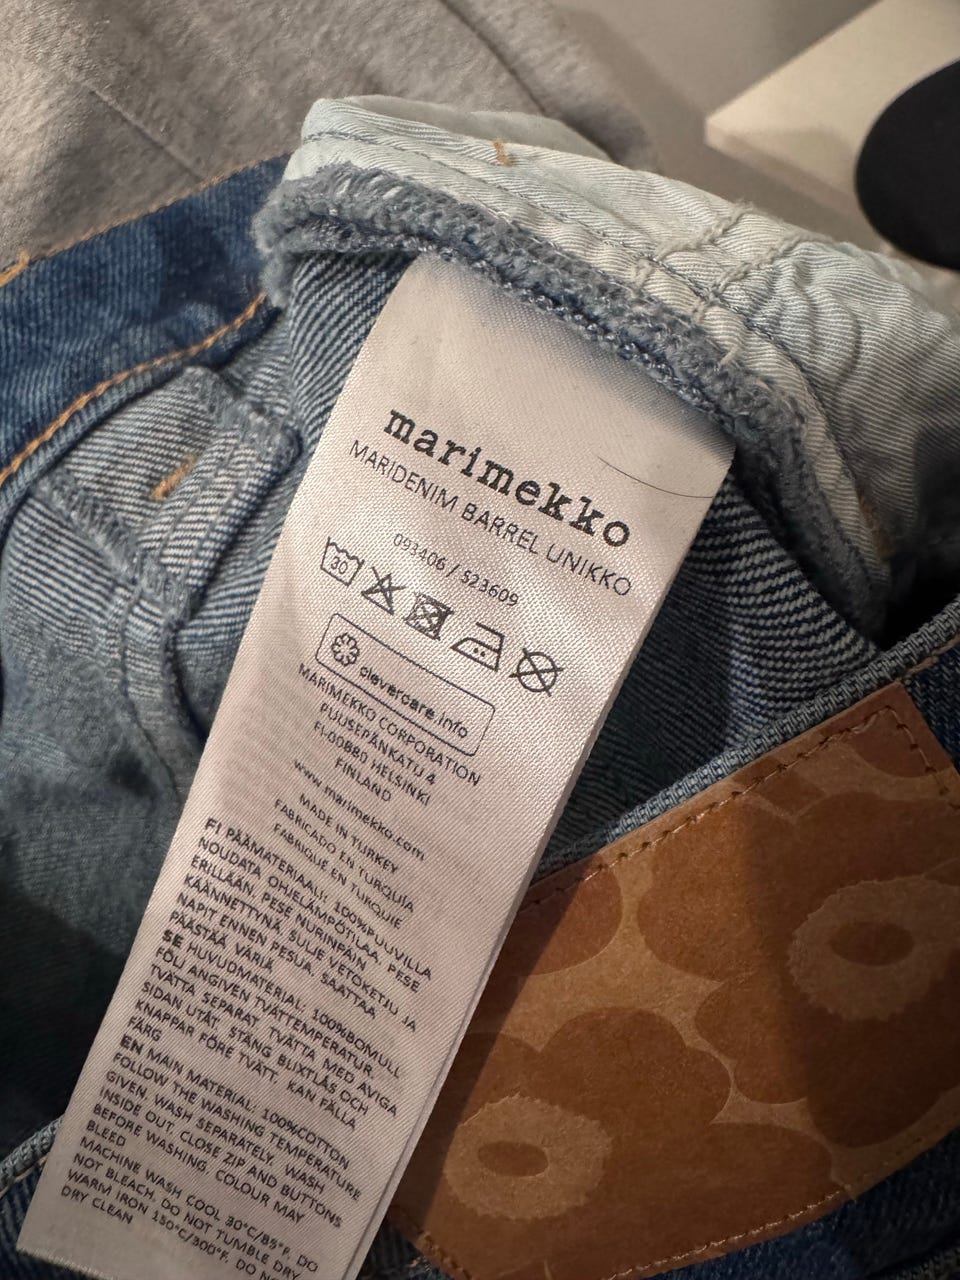 marimekko
MARIDENIM BARREL UNIKKO
093406 / 523609
30
clevercare.info
MARIMEKKO CORPORATION
PUUSEPÄNKATU 4
FI-00880 HELSINKI
FINLAND
www.marimekko.com
MADE IN TURKEY
FABRICADO EN TURQUÍA
FABRIQUE EN TURQUIE
FI PÄÄMATERIAALI: 100%PUUVILLA
NOUDATA OHJELÄMPÖTILAA. PESE
ERILLÄÄN. PESE NURINPÄIN
KÄÄNNETTYNÄ. SULJE VETOKETJU JA
NAPIT ENNEN PESUA. SAATTAA
PÄÄSTÄÄ VÄRIÄ
SE HUVUDMATERIAL: 100%BOMULL
FÖLJ ANGIVEN TVÄTTEMPERATUR.
TVÄTTA SEPARAT. TVÄTTA MED AVIGA
SIDAN UTÅT. STÄNG BLIXTLÅS OCH
KNAPPAR FÖRE TVÄTT. KAN FÄLLA
FÄRG
EN MAIN MATERIAL: 100%COTTON
FOLLOW THE WASHING TEMPERATURE
GIVEN. WASH SEPARATELY. WASH
INSIDE OUT. CLOSE ZIP AND BUTTONS
BEFORE WASHING. COLOUR MAY
BLEED
MACHINE WASH COOL 30°C/85°F. DO
NOT BLEACH. DO NOT TUMBLE DRY
WARM IRON 150°C/300°F. DO NOT
DRY CLEAN